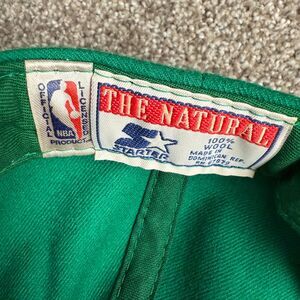 OFFICIAL
LICENSED
NBA
PRODUCT
THE NATURAL
STARTER
100%
WOOL
MADE IN
DOMINICAN REP.